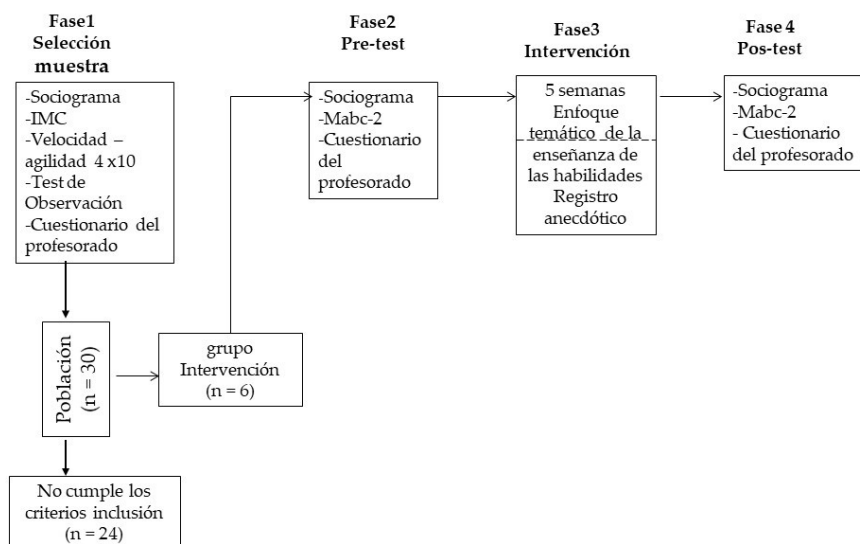 Fase1
Selección
muestra
-Sociograma
-IMC
-Velocidad –
agilidad 4 x10
-Test de
Observación
-Cuestionario del
profesorado
Población
(n = 30)
No cumple los
criterios inclusión
(n = 24)
grupo
Intervención
(n = 6)
Fase2
Pre-test
-Sociograma
-Mabc-2
-Cuestionario
del
profesorado
Fase3
Intervención
5 semanas
Enfoque
temático de la
enseñanza de
las habilidades
Registro
anecdótico
Fase 4
Pos-test
-Sociograma
-Mabc-2
- Cuestionario
del profesorado